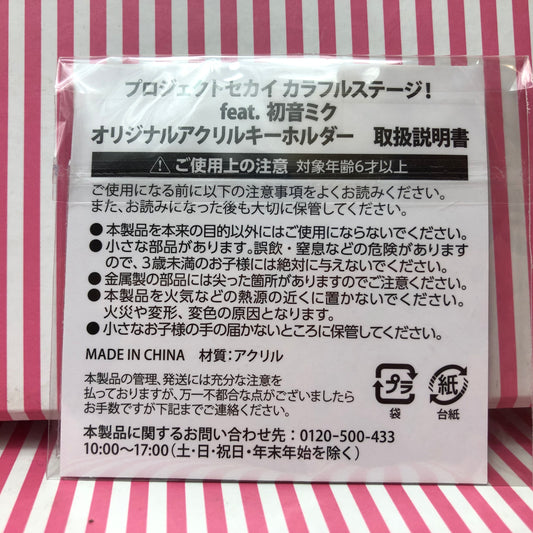 プロジェクトセカイ カラフルステージ!
feat. 初音ミク
オリジナルアクリルキーホルダー 取扱説明書
ご使用上の注意 対象年齢6才以上
ご使用になる前に以下の注意事項をよくお読みください。
また、お読みになった後も大切に保管してください。
●本製品を本来の目的以外にはご使用にならないでください。
●小さな部品があります。誤飲・窒息などの危険があります
ので、3歳未満のお子様には絶対に与えないでください。
●金属製の部品には尖った箇所がありますのでご注意ください。
●本製品を火気などの熱源の近くに置かないでください。
火災や変形、変色の原因となります。
●小さなお子様の手の届かないところに保管してください。
MADE IN CHINA 材質:アクリル
本製品の管理、発送には充分な注意を
払っておりますが、万一不都合な点がございましたら
お手数ですが下記までご連絡ください。
プラ
袋
紙
台紙
本製品に関するお問い合わせ先:0120-500-433
10:00〜17:00(土・日・祝日・年末年始を除く)